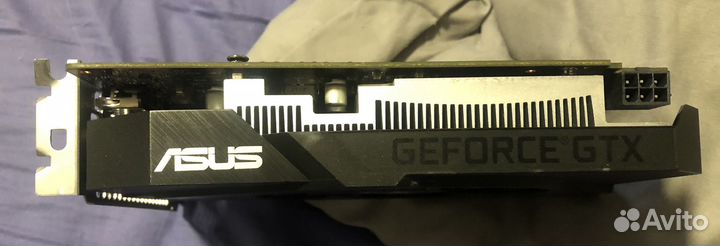 ASUS
GEFORCE® GTX
Avito